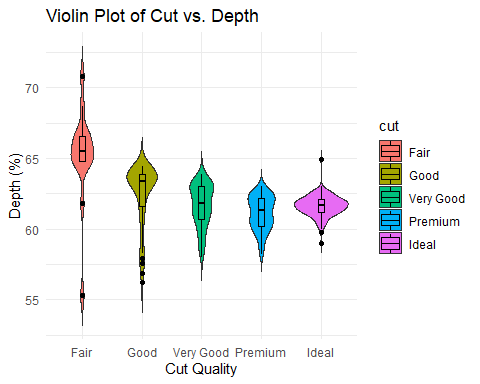 Violin Plot of Cut vs. Depth
Depth (%)
70
65
60
55
Fair Good Very Good Premium Ideal
Cut Quality
cut
Fair
Good
Very Good
Premium
Ideal